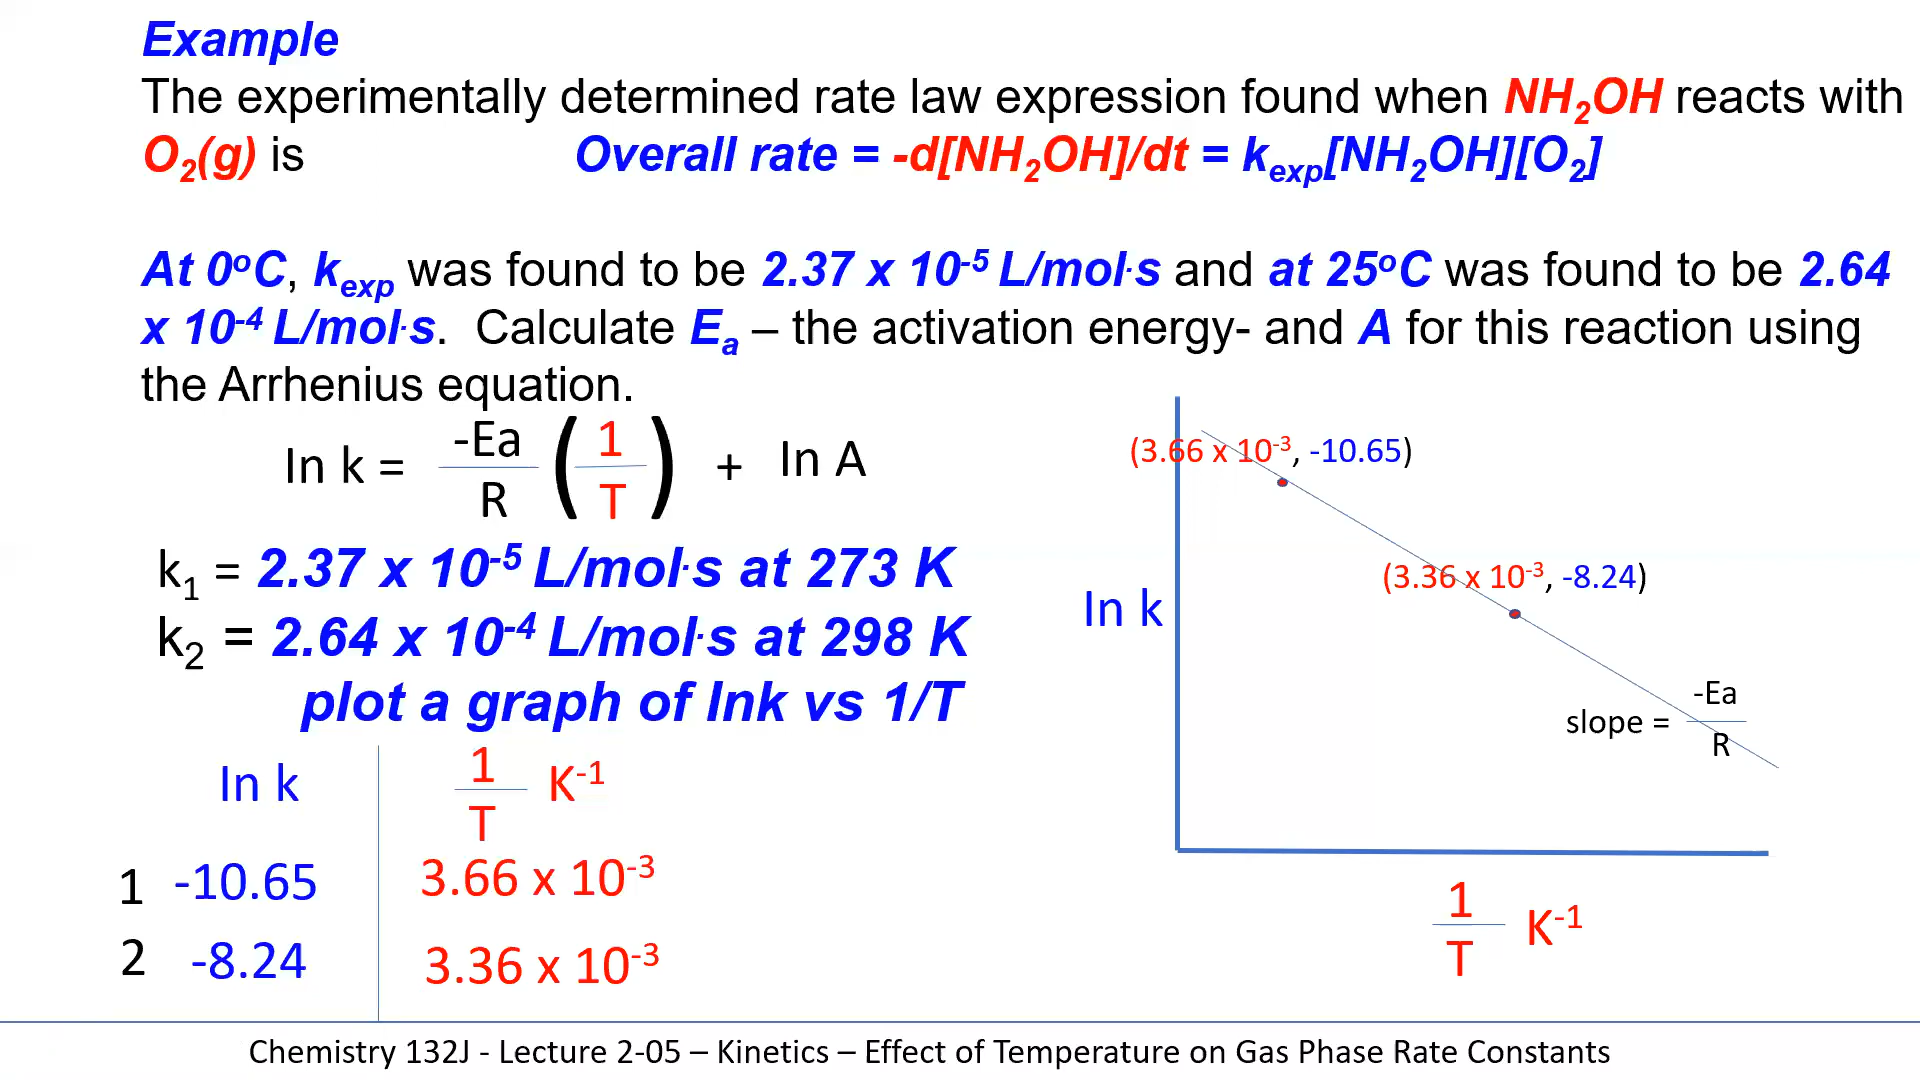 Example
The experimentally determined rate law expression found when NH₂OH reacts with
O₂(g) is Overall rate = -d[NH₂OH]/dt = kₑₓₚ[NH₂OH][O₂]
At 0ºC, kₑₓₚ was found to be 2.37 x 10⁻⁵ L/mol·s and at 25ºC was found to be 2.64
x 10⁻⁴ L/mol·s. Calculate Eₐ – the activation energy- and A for this reaction using
the Arrhenius equation.
ln k = -Ea/R (1/T) + ln A
k₁ = 2.37 x 10⁻⁵ L/mol·s at 273 K
k₂ = 2.64 x 10⁻⁴ L/mol·s at 298 K
plot a graph of lnk vs 1/T
ln k 1/T K⁻¹
1 -10.65 3.66 x 10⁻³
2 -8.24 3.36 x 10⁻³
(3.66 x 10⁻³, -10.65)
(3.36 x 10⁻³, -8.24)
ln k
slope = -Ea/R
1/T K⁻¹
Chemistry 132J - Lecture 2-05 – Kinetics – Effect of Temperature on Gas Phase Rate Constants